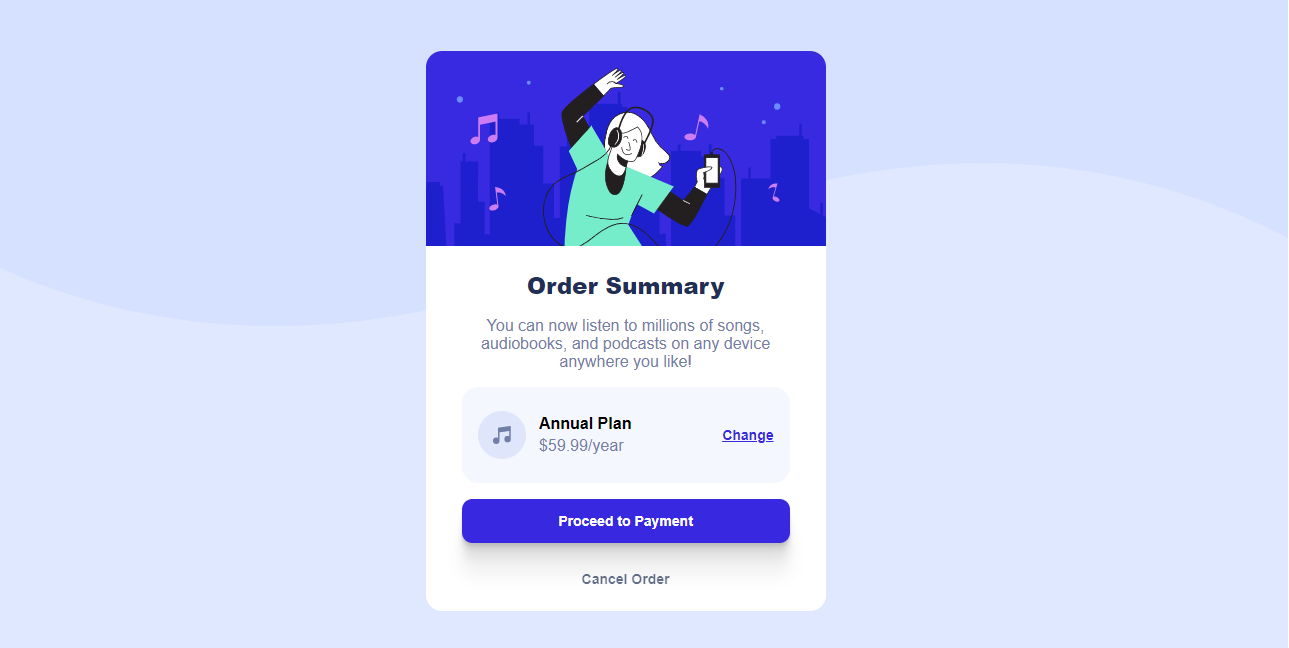 Order Summary
You can now listen to millions of songs,
audiobooks, and podcasts on any device
anywhere you like!
Annual Plan
$59.99/year
Change
Proceed to Payment
Cancel Order